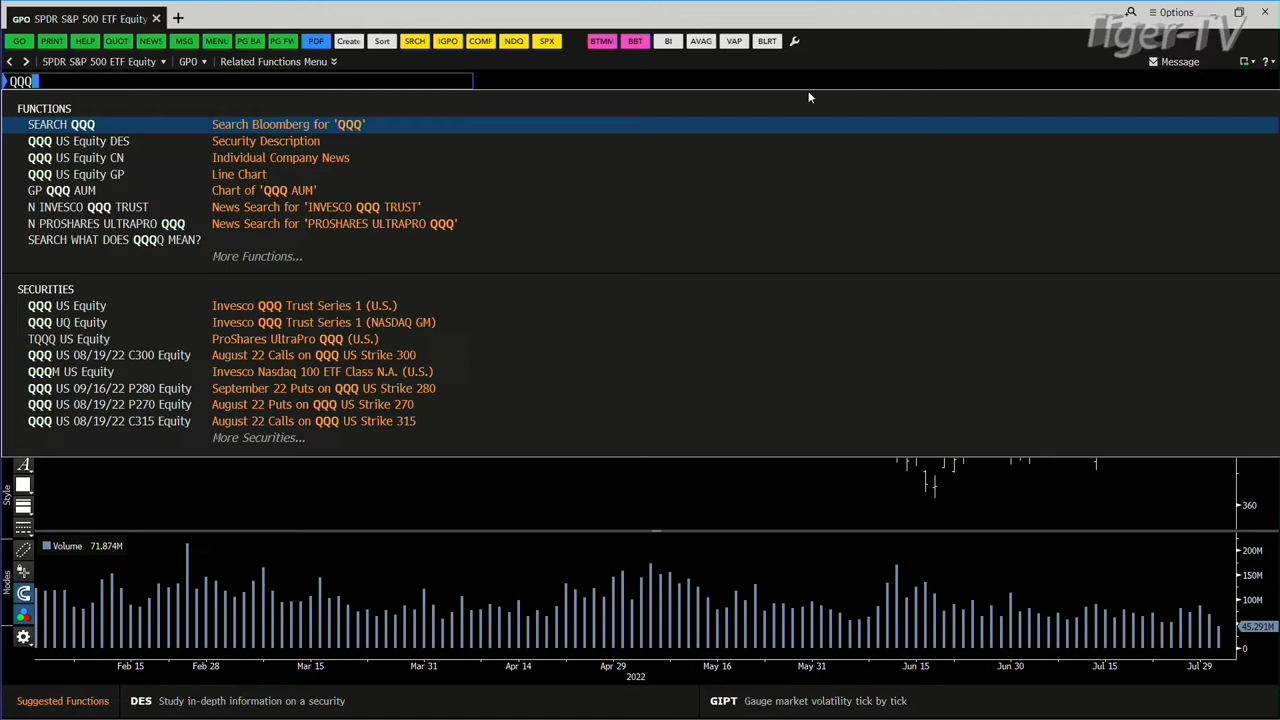 GPO SPDR S&P 500 ETF Equity
Options
Tiger-TV
GO PRINT HELP QUOT NEWS MSG MENU PG BA PG FW PDF Create Sort SRCH IGPO COMF NDQ SPX BTMN BBT BI AVAG VAP BLRT
SPDR S&P 500 ETF Equity GPO Related Functions Menu Message ?
QQQ
FUNCTIONS
SEARCH QQQ Search Bloomberg for 'QQQ'
QQQ US Equity DES Security Description
QQQ US Equity CN Individual Company News
QQQ US Equity GP Line Chart
GP QQQ AUM Chart of 'QQQ AUM'
N INVESCO QQQ TRUST News Search for 'INVESCO QQQ TRUST'
N PROSHARES ULTRAPRO QQQ News Search for 'PROSHARES ULTRAPRO QQQ'
SEARCH WHAT DOES QQQQ MEAN?
More Functions...
SECURITIES
QQQ US Equity Invesco QQQ Trust Series 1 (U.S.)
QQQ UQ Equity Invesco QQQ Trust Series 1 (NASDAQ GM)
TQQQ US Equity ProShares UltraPro QQQ (U.S.)
QQQ US 08/19/22 C300 Equity August 22 Calls on QQQ US Strike 300
QQQM US Equity Invesco Nasdaq 100 ETF Class N.A. (U.S.)
QQQ US 09/16/22 P280 Equity September 22 Puts on QQQ US Strike 280
QQQ US 08/19/22 P270 Equity August 22 Puts on QQQ US Strike 270
QQQ US 08/19/22 C315 Equity August 22 Calls on QQQ US Strike 315
More Securities...
A
Style
360
Volume 71.874M
200M
150M
Modes
100M
45.291M
0
Feb 15 Feb 28 Mar 15 Mar 31 Apr 14 Apr 29 May 16 May 31 Jun 15 Jun 30 Jul 15 Jul 29
2022
Suggested Functions DES Study in-depth information on a security GIPT Gauge market volatility tick by tick